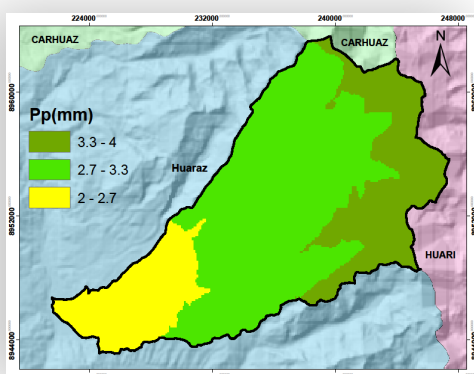 224000 232000 240000 248000
CARHUAZ
CARHUAZ
N
8960000
8960000
Pp(mm)
3.3 - 4
2.7 - 3.3
2 - 2.7
Huaraz
8952000
HUARI
8944000